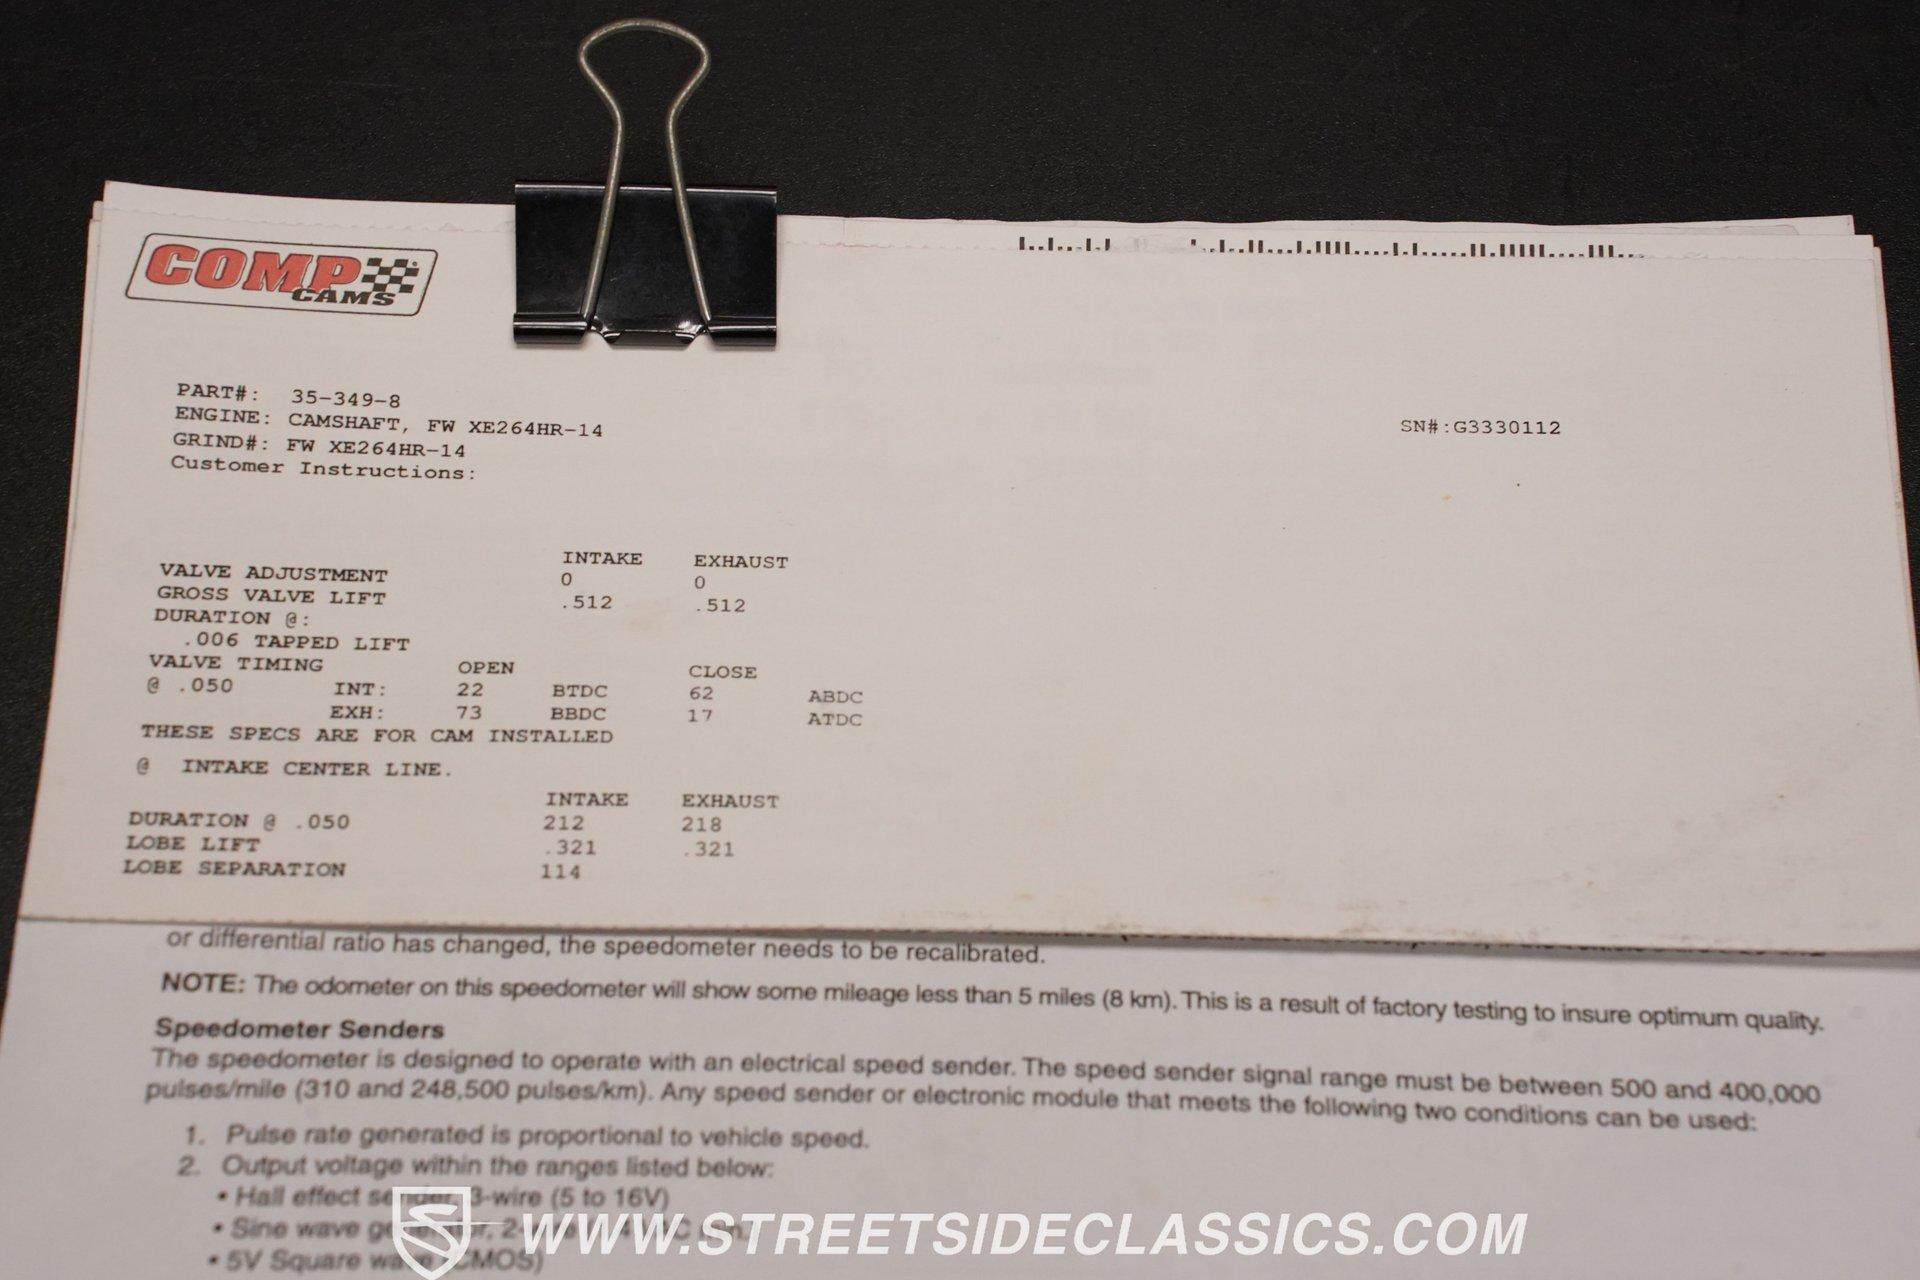 COMP
CAMS
PART#: 35-349-8
ENGINE: CAMSHAFT, FW XE264HR-14
GRIND#: FW XE264HR-14
Customer Instructions:
SN#:G3330112
INTAKE EXHAUST
VALVE ADJUSTMENT 0 0
GROSS VALVE LIFT .512 .512
DURATION @:
.006 TAPPED LIFT
VALVE TIMING OPEN CLOSE
@ .050 INT: 22 BTDC 62 ABDC
EXH: 73 BBDC 17 ATDC
THESE SPECS ARE FOR CAM INSTALLED
@ INTAKE CENTER LINE.
INTAKE EXHAUST
DURATION @ .050 212 218
LOBE LIFT .321 .321
LOBE SEPARATION 114
or differential ratio has changed, the speedometer needs to be recalibrated.
NOTE: The odometer on this speedometer will show some mileage less than 5 miles (8 km). This is a result of factory testing to insure optimum quality.
Speedometer Senders
The speedometer is designed to operate with an electrical speed sender. The speed sender signal range must be between 500 and 400,000
pulses/mile (310 and 248,500 pulses/km). Any speed sender or electronic module that meets the following two conditions can be used:
1. Pulse rate generated is proportional to vehicle speed.
2. Output voltage within the ranges listed below:
• Hall effect sender, 3-wire (5 to 16V)
• Sine wave
• 5V Square (CMOS)
WWW.STREETSIDECLASSICS.COM